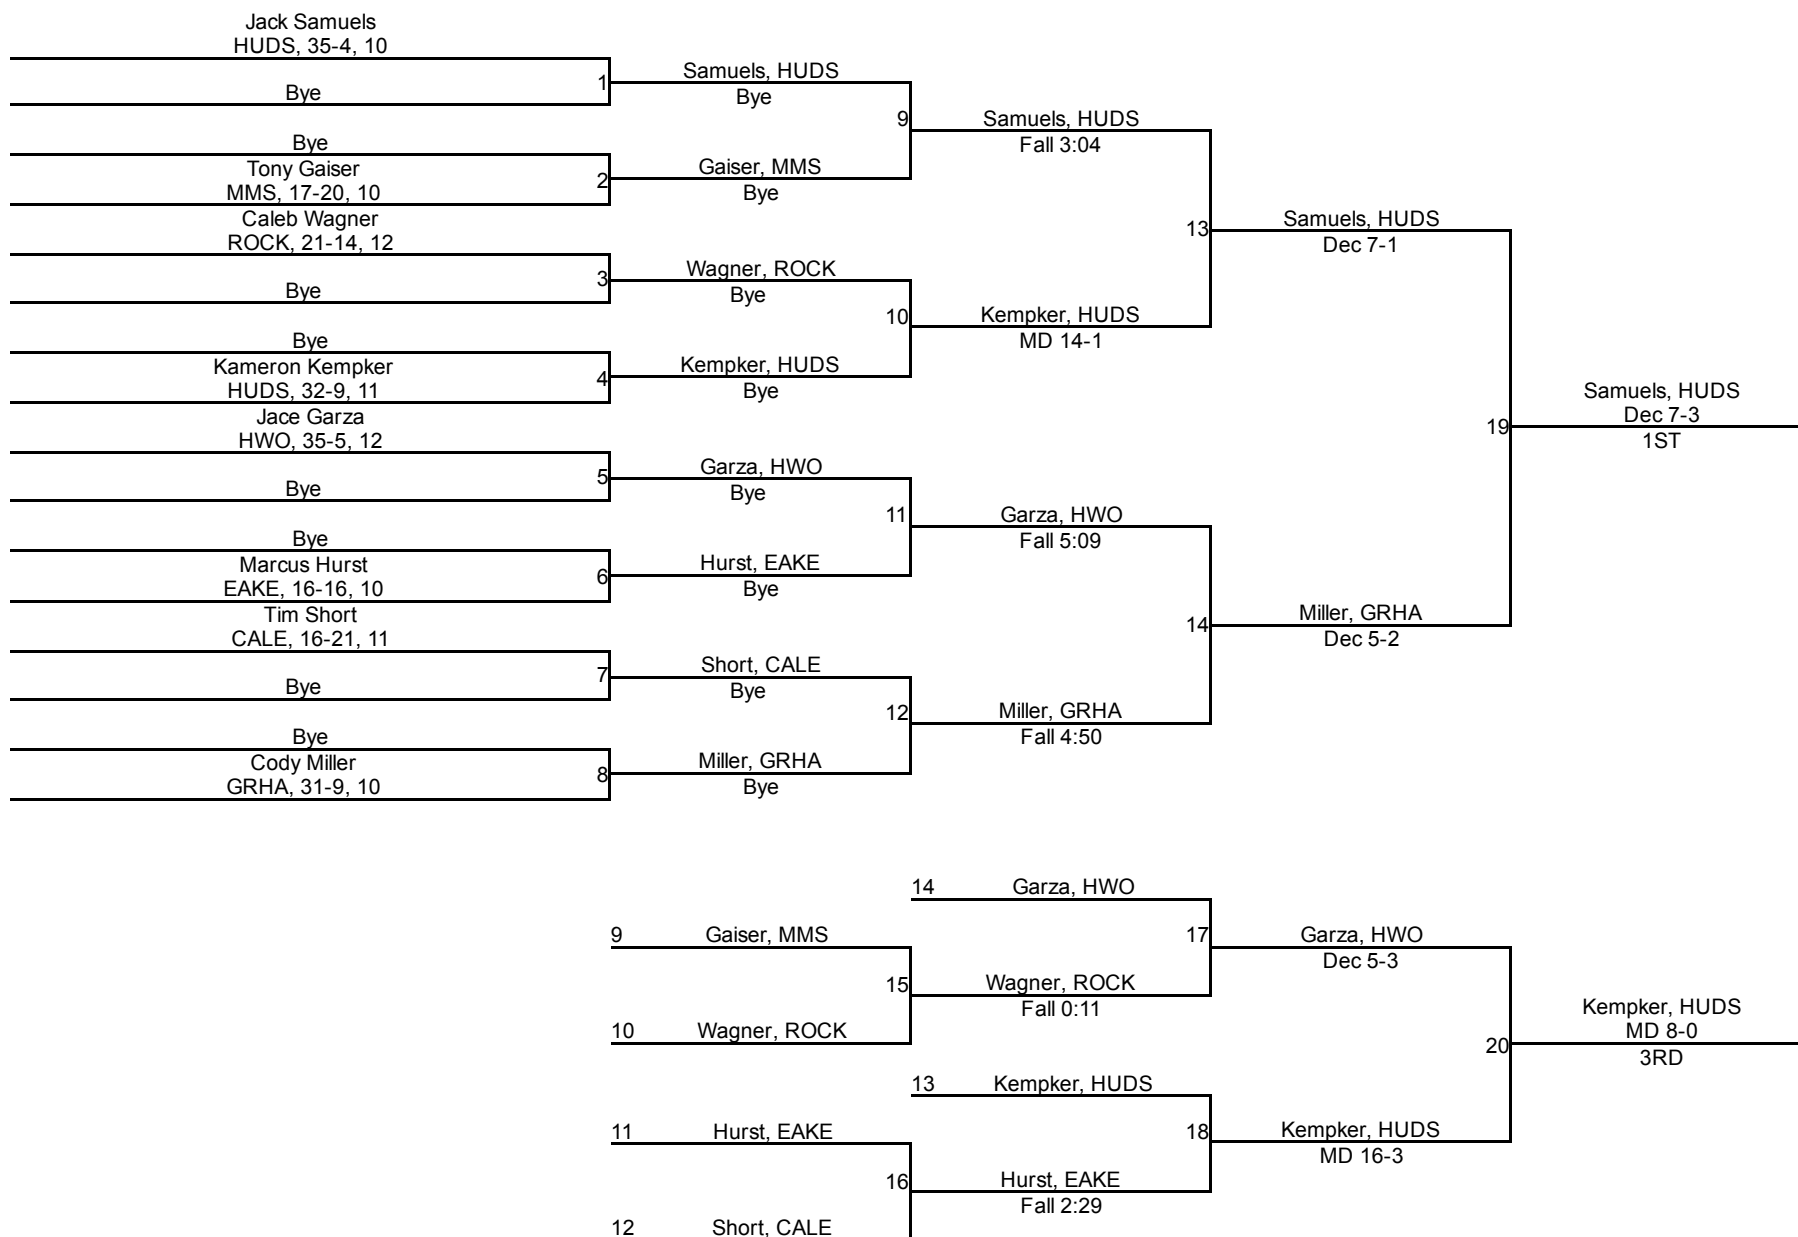 Jack Samuels
HUDS, 35-4, 10
Bye
1
Bye
Tony Gaiser
MMS, 17-20, 10
2
Caleb Wagner
ROCK, 21-14, 12
Bye
3
Bye
Kameron Kempker
HUDS, 32-9, 11
4
Jace Garza
HWO, 35-5, 12
Bye
5
Bye
Marcus Hurst
EAKE, 16-16, 10
6
Tim Short
CALE, 16-21, 11
Bye
7
Bye
Cody Miller
GRHA, 31-9, 10
8
Samuels, HUDS
Bye
9
Gaiser, MMS
Bye
Wagner, ROCK
Bye
10
Kempker, HUDS
Bye
Garza, HWO
Bye
11
Hurst, EAKE
Bye
Short, CALE
Bye
12
Miller, GRHA
Bye
Samuels, HUDS
Fall 3:04
13
Kempker, HUDS
MD 14-1
Garza, HWO
Fall 5:09
14
Miller, GRHA
Fall 4:50
Samuels, HUDS
Dec 7-1
19
Miller, GRHA
Dec 5-2
Samuels, HUDS
Dec 7-3
1ST
14 Garza, HWO
9 Gaiser, MMS
17
15
Wagner, ROCK
Fall 0:11
10 Wagner, ROCK
13 Kempker, HUDS
11 Hurst, EAKE
18
16
Hurst, EAKE
Fall 2:29
12 Short, CALE
Garza, HWO
Dec 5-3
20
Kempker, HUDS
MD 16-3
Kempker, HUDS
MD 8-0
3RD